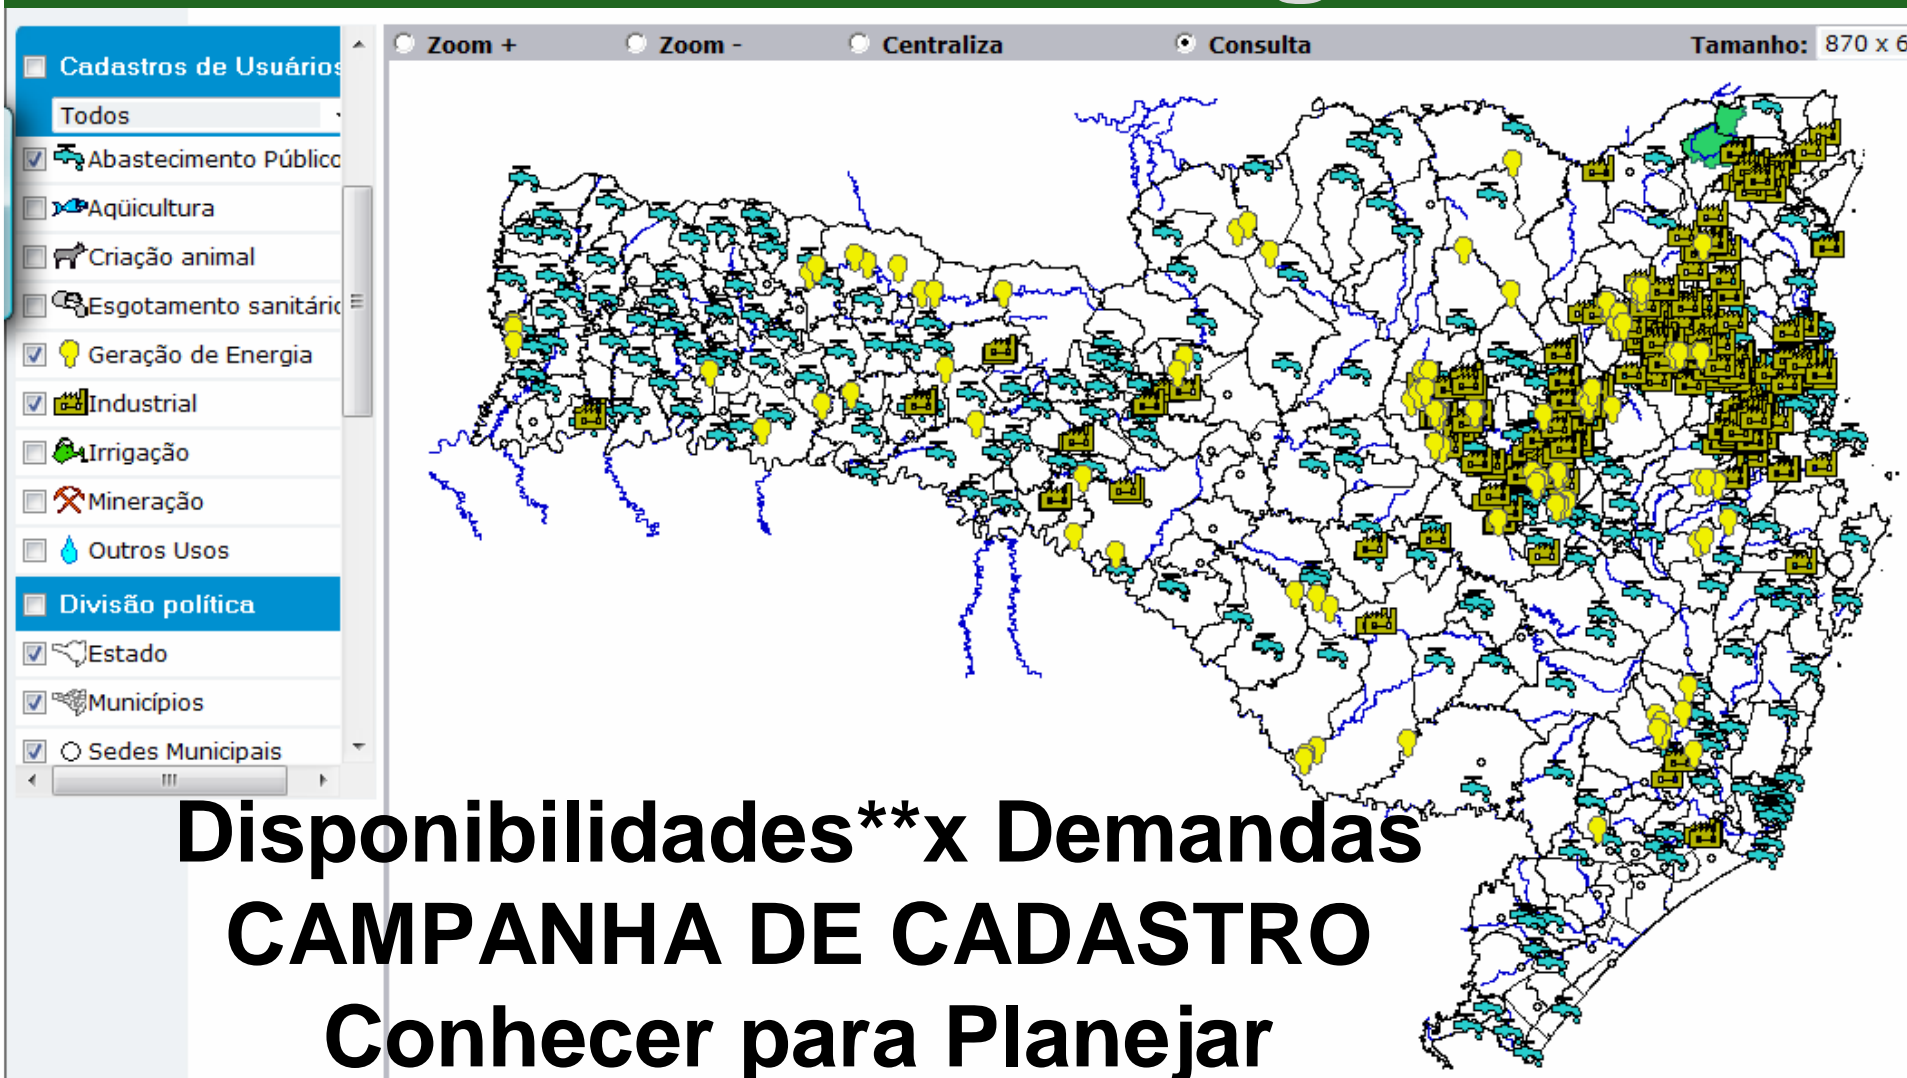 Zoom + Zoom - Centraliza Consulta Tamanho: 870 x 6
Cadastros de Usuários
Todos
Abastecimento Público
Aqüicultura
Criação animal
Esgotamento sanitário
Geração de Energia
Industrial
Irrigação
Mineração
Outros Usos
Divisão política
Estado
Municípios
Sedes Municipais
Disponibilidades**x Demandas
CAMPANHA DE CADASTRO
Conhecer para Planejar